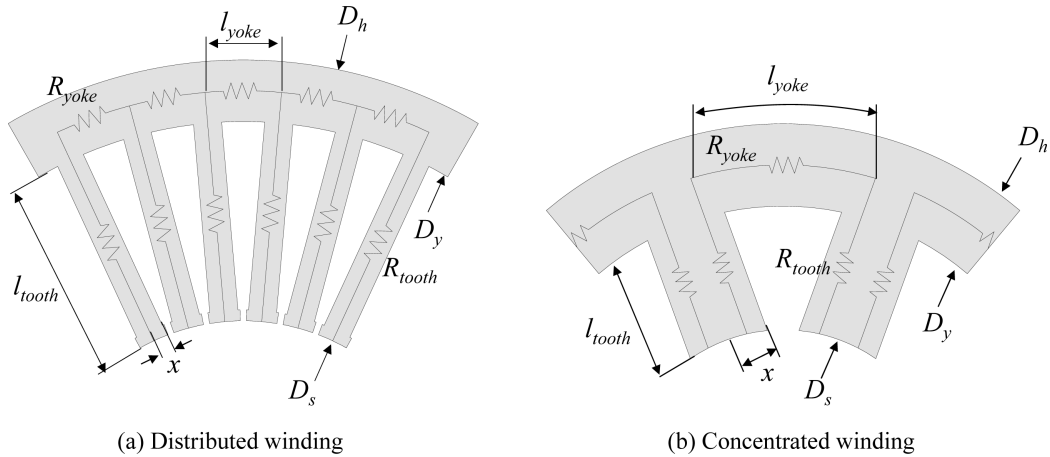 l_yoke
D_h
R_yoke
D_y
R_tooth
l_tooth
x
D_s
(a) Distributed winding
l_yoke
D_h
R_yoke
R_tooth
l_tooth
D_y
x
D_s
(b) Concentrated winding